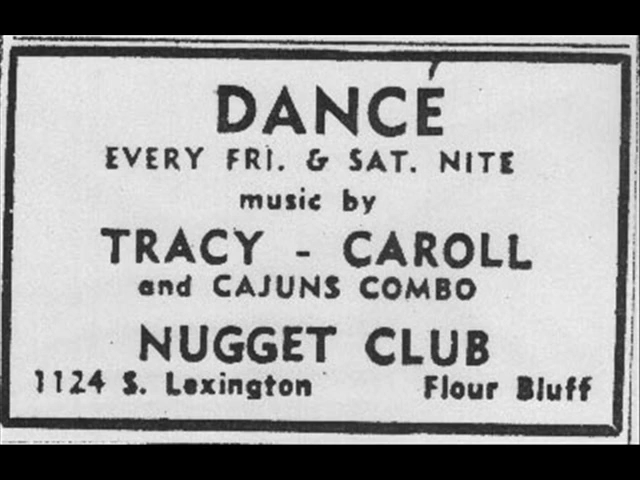 DANCE
EVERY FRI. & SAT. NITE
music by
TRACY - CAROLL
and CAJUNS COMBO
NUGGET CLUB
1124 S. Lexington Flour Bluff